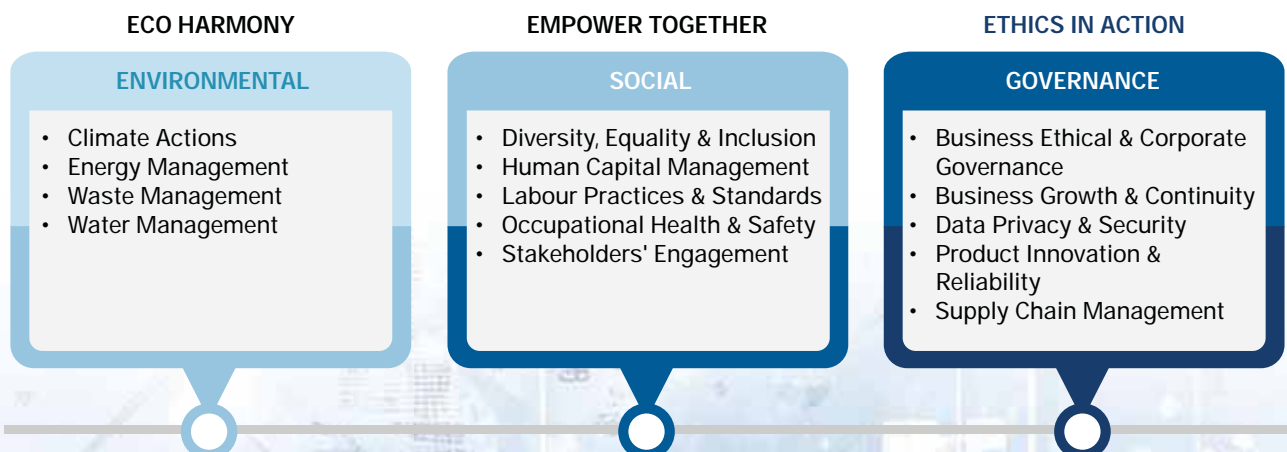 ECO HARMONY
ENVIRONMENTAL
• Climate Actions
• Energy Management
• Waste Management
• Water Management
EMPOWER TOGETHER
SOCIAL
• Diversity, Equality & Inclusion
• Human Capital Management
• Labour Practices & Standards
• Occupational Health & Safety
• Stakeholders' Engagement
ETHICS IN ACTION
GOVERNANCE
• Business Ethical & Corporate
Governance
• Business Growth & Continuity
• Data Privacy & Security
• Product Innovation &
Reliability
• Supply Chain Management